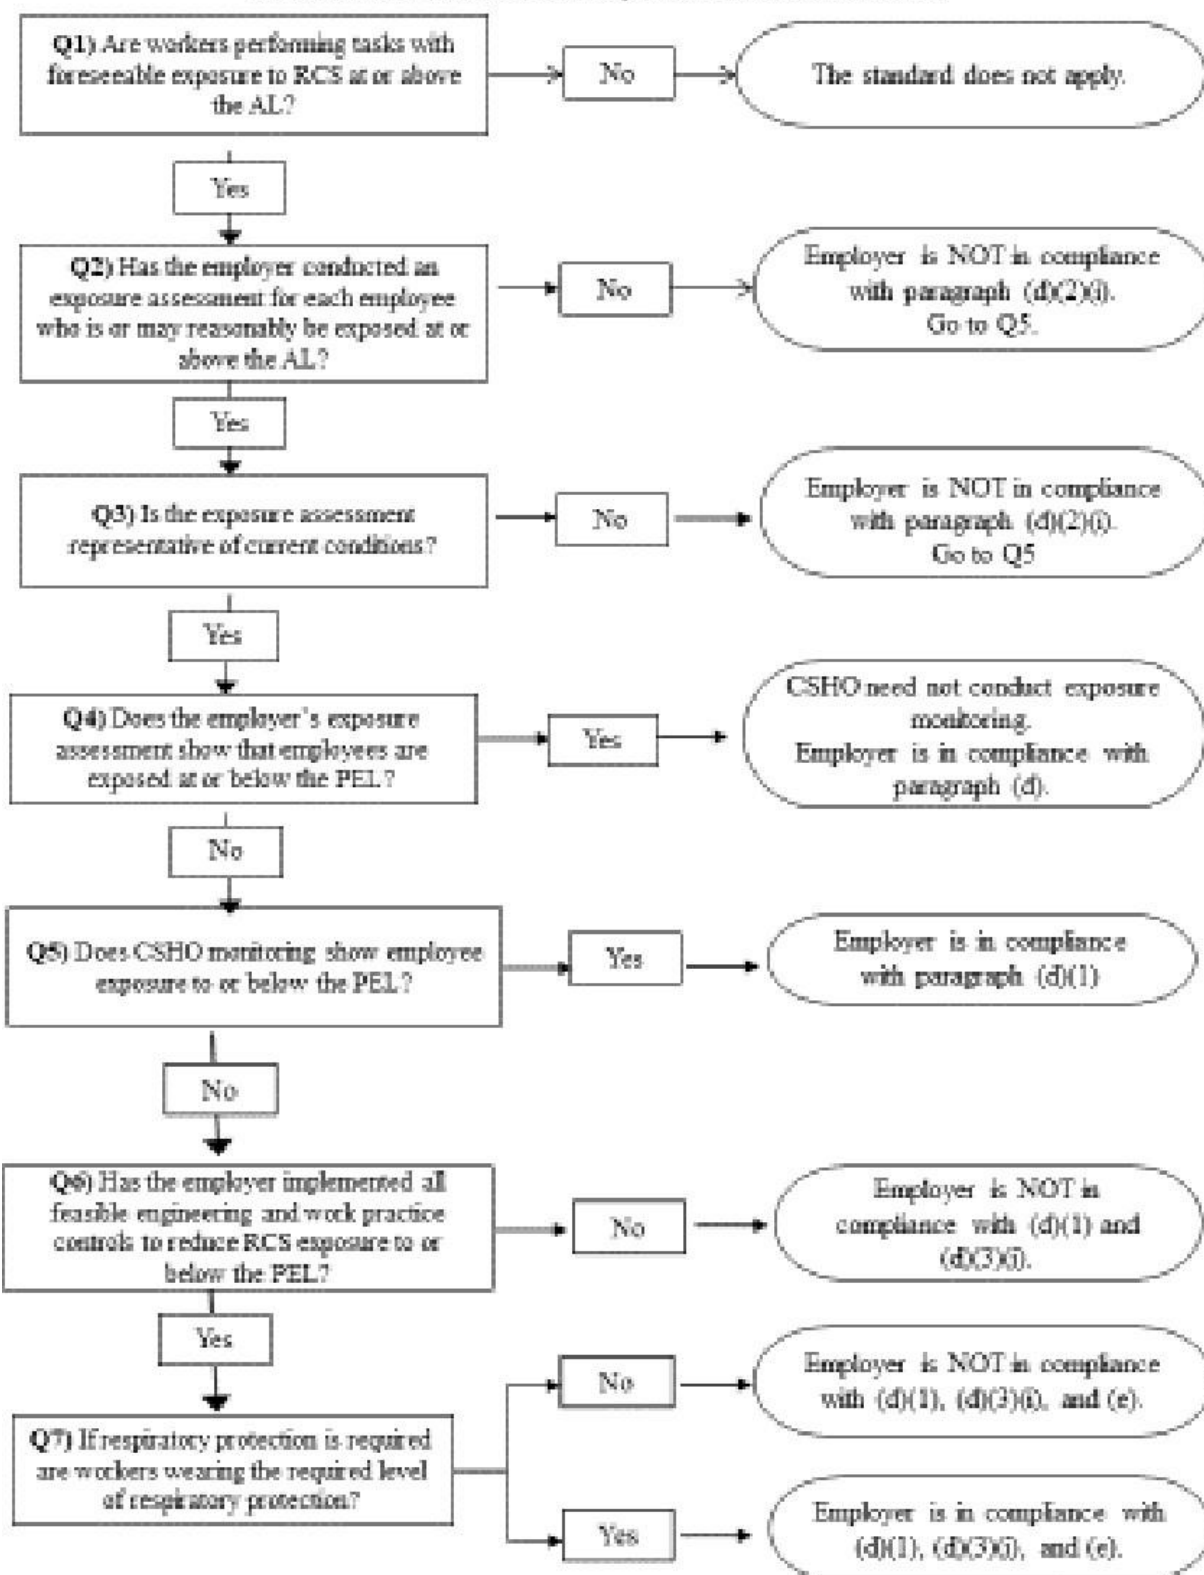 Q1) Are workers performing tasks with
foreseeable exposure to RCS at or above
the AL?
No
The standard does not apply.
Yes
Q2) Has the employer conducted an
exposure assessment for each employee
who is or may reasonably be exposed at or
above the AL?
No
Employer is NOT in compliance
with paragraph (d)(2)(i).
Go to Q5.
Yes
Q3) Is the exposure assessment
representative of current conditions?
No
Employer is NOT in compliance
with paragraph (d)(2)(i).
Go to Q5
Yes
Q4) Does the employer's exposure
assessment show that employees are
exposed at or below the PEL?
Yes
CSHO need not conduct exposure
monitoring.
Employer is in compliance with
paragraph (d).
No
Q5) Does CSHO monitoring show employee
exposure to or below the PEL?
Yes
Employer is in compliance
with paragraph (d)(1)
No
Q6) Has the employer implemented all
feasible engineering and work practice
controls to reduce RCS exposure to or
below the PEL?
No
Employer is NOT in
compliance with (d)(1) and
(d)(3)(i).
Yes
Q7) If respiratory protection is required
are workers wearing the required level
of respiratory protection?
No
Employer is NOT in compliance
with (d)(1), (d)(3)(i), and (e).
Yes
Employer is in compliance with
(d)(1), (d)(3)(i), and (e).